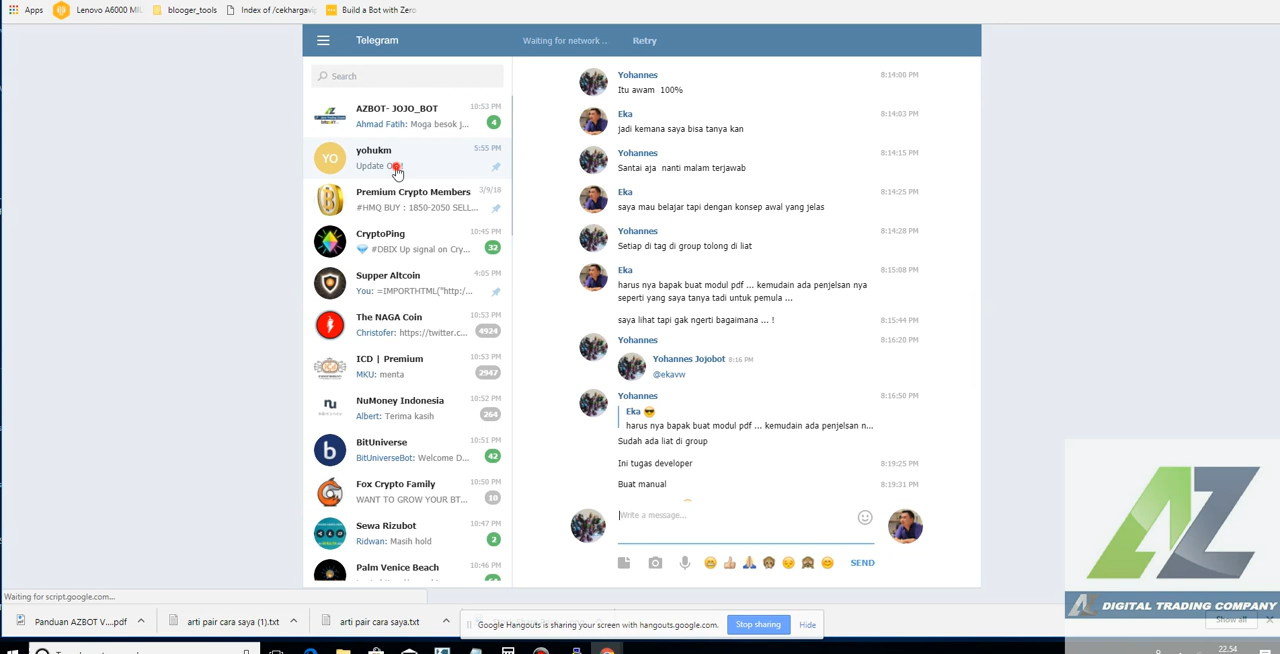 Apps
Lenovo A6000 MI
blooger_tools
Index of /cekhargavi
Build a Bot with Zero
Telegram
Waiting for network ..
Retry
Search
AZBOT- JOJO_BOT
10:53 PM
Ahmad Fatih: Moga besok j...
4
YO
yohukm
5:55 PM
Update
Premium Crypto Members
3/9/18
#HMQ BUY : 1850-2050 SELL...
CryptoPing
10:45 PM
#DBIX Up signal on Cry...
32
Supper Altcoin
4:05 PM
You: =IMPORTHTML("http:/...
The NAGA Coin
10:53 PM
Christofer: https://twitter.c...
4924
ICD | Premium
10:53 PM
MKU: menta
2947
nu
NuMoney Indonesia
10:52 PM
Albert: Terima kasih
264
b
BitUniverse
10:51 PM
BitUniverseBot: Welcome D...
42
Fox Crypto Family
10:50 PM
WANT TO GROW YOUR BT...
10
Sewa Rizubot
10:47 PM
Ridwan: Masih hold
2
Palm Venice Beach
10:46 PM
Yohannes
8:14:00 PM
Itu awam 100%
Eka
8:14:03 PM
jadi kemana saya bisa tanya kan
Yohannes
8:14:15 PM
Santai aja nanti malam terjawab
Eka
8:14:25 PM
saya mau belajar tapi dengan konsep awal yang jelas
Yohannes
8:14:28 PM
Setiap di tag di group tolong di liat
Eka
8:15:08 PM
harus nya bapak buat modul pdf ... kemudain ada penjelsan nya
seperti yang saya tanya tadi untuk pemula ...
saya lihat tapi gak ngerti bagaimana ... !
8:15:44 PM
Yohannes
8:16:20 PM
Yohannes Jojobot 8:16 PM
@ekavw
Yohannes
8:16:50 PM
Eka
harus nya bapak buat modul pdf ... kemudain ada penjelsan n...
Sudah ada liat di group
Ini tugas developer
8:19:25 PM
Buat manual
8:19:31 PM
Write a message...
SEND
Waiting for script.google.com...
Panduan AZBOT V....pdf
arti pair cara saya (1).txt
arti pair cara saya.txt
Google Hangouts is sharing your screen with hangouts.google.com.
Stop sharing
Hide
Show all
AZ DIGITAL TRADING COMPANY
22.54